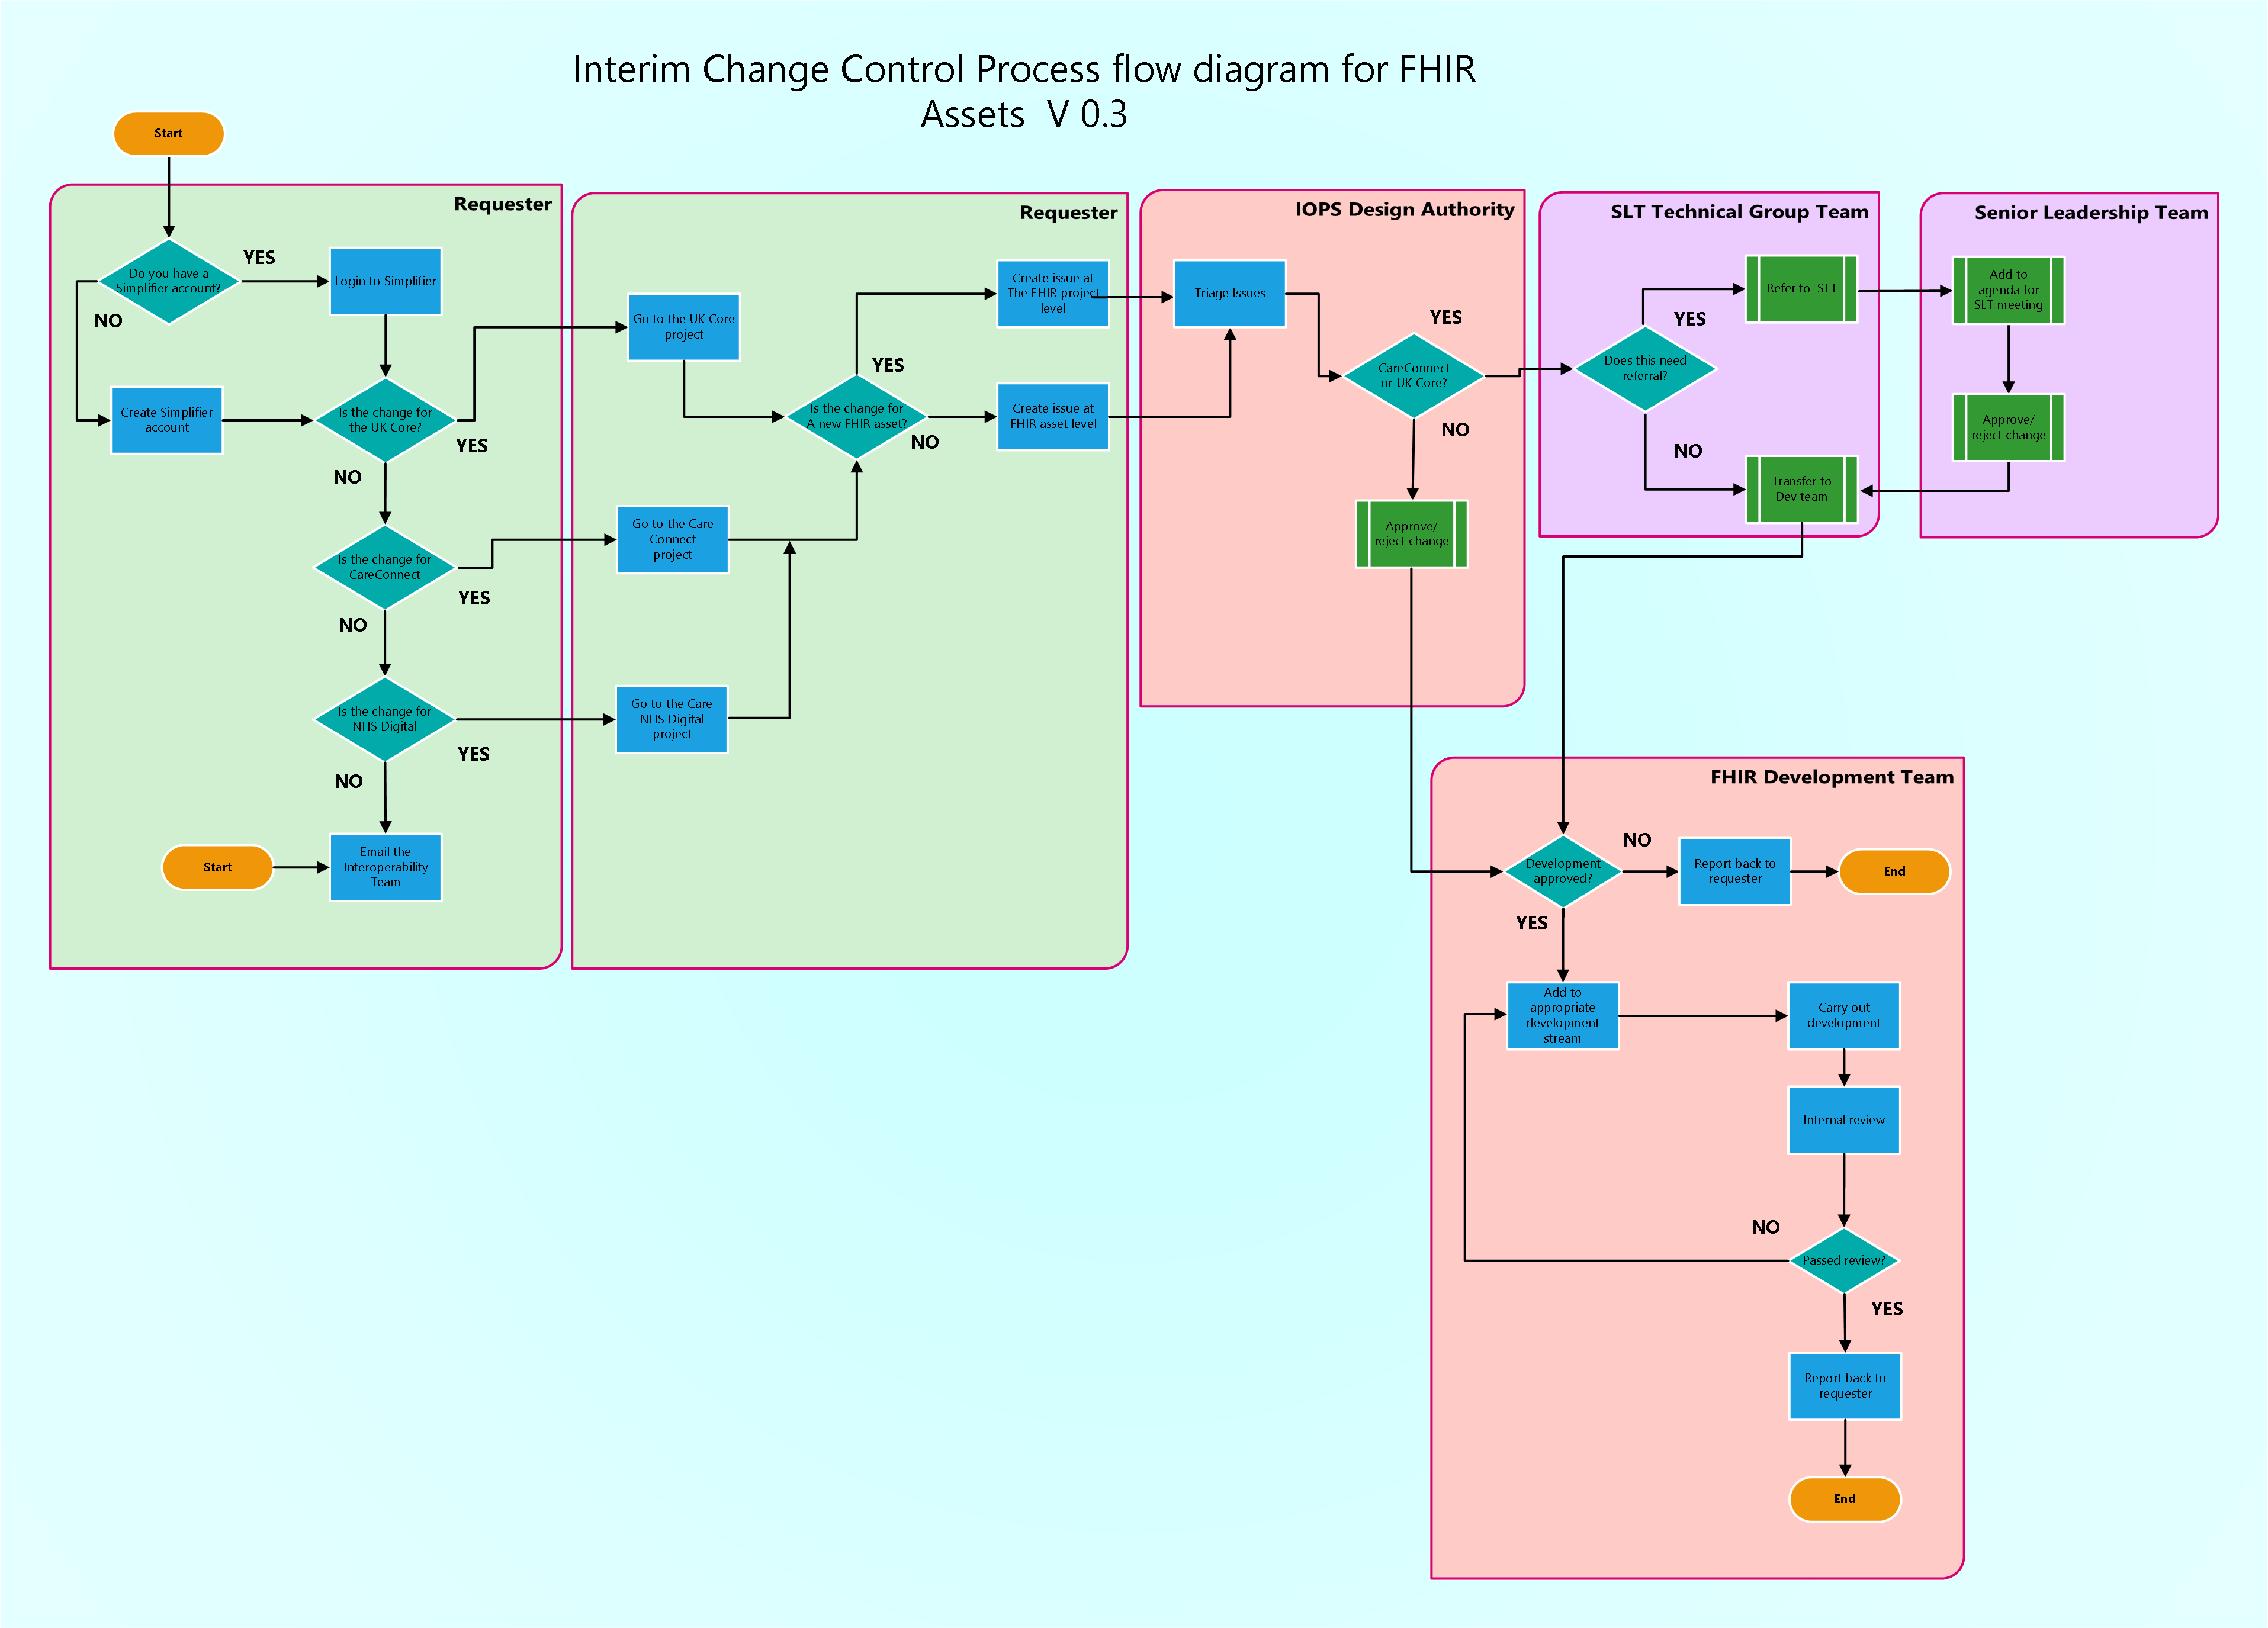 Interim Change Control Process flow diagram for FHIR
Assets V 0.3
Start
Requester
Do you have a
Simplifier account?
YES
NO
Login to Simplifier
Create Simplifier
account
Is the change for
the UK Core?
YES
NO
Is the change for
CareConnect
YES
NO
Is the change for
NHS Digital
YES
NO
Start
Email the
Interoperability
Team
Requester
Go to the UK Core
project
Is the change for
A new FHIR asset?
YES
NO
Create issue at
The FHIR project
level
Create issue at
FHIR asset level
Go to the Care
Connect
project
Go to the Care
NHS Digital
project
IOPS Design Authority
Triage Issues
YES
CareConnect
or UK Core?
NO
Approve/
reject change
SLT Technical Group Team
Refer to SLT
YES
Does this need
referral?
NO
Transfer to
Dev team
Senior Leadership Team
Add to
agenda for
SLT meeting
Approve/
reject change
FHIR Development Team
Development
approved?
NO
Report back to
requester
End
YES
Add to
appropriate
development
stream
Carry out
development
Internal review
NO
Passed review?
YES
Report back to
requester
End